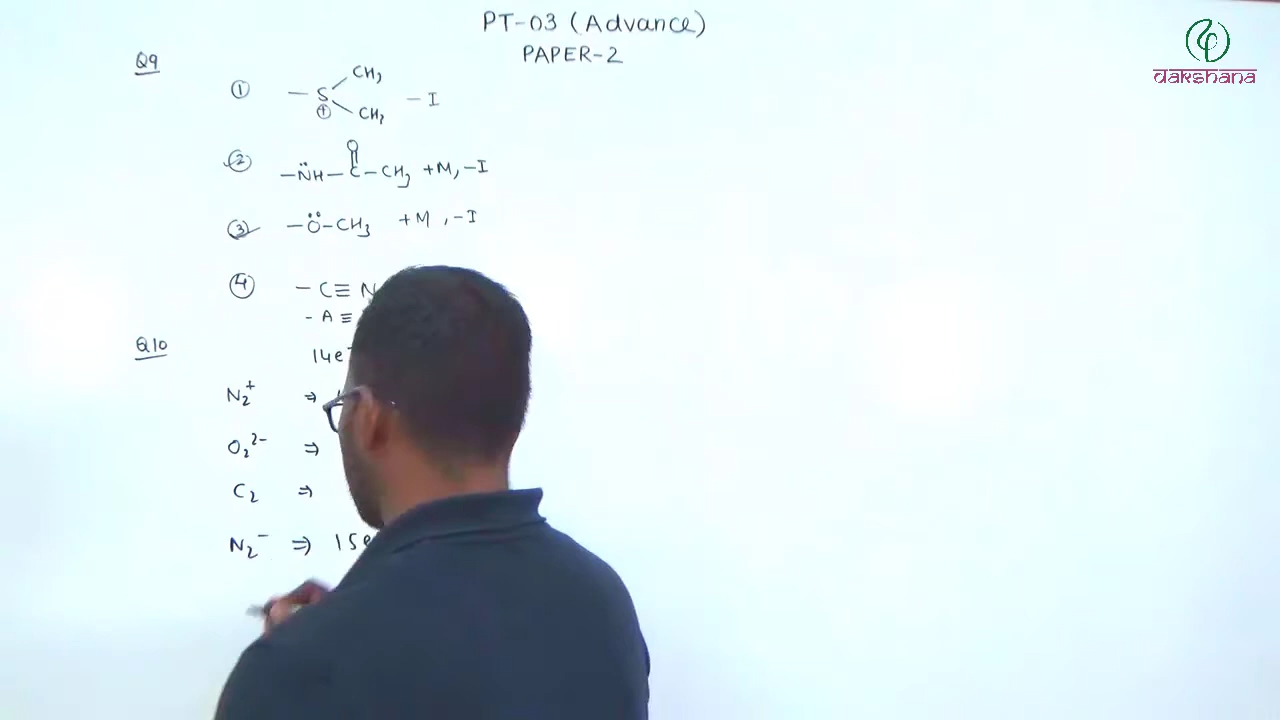 PT-03 (Advance)
PAPER-2
dakshana
Q9
① —S⊕ CH₃ CH₃ –I
② —N̈H—C(=O)—CH₃ +M, –I
③ —Ö–CH₃ +M, –I
④ –C≡N
- A ≡
Q10
14e⁻
N₂⁺ ⇒
O₂²⁻ ⇒
C₂ ⇒
N₂⁻ ⇒ 15e